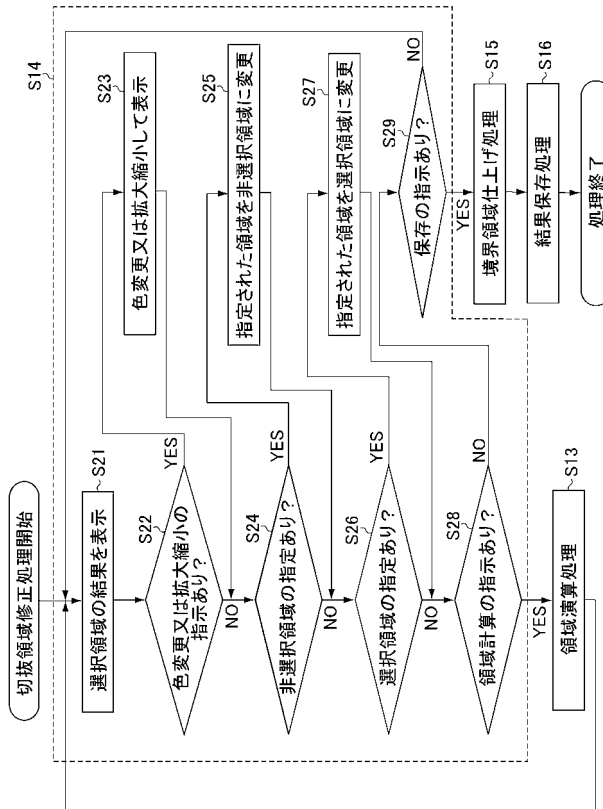 切抜領域修正処理開始
S14
S21
選択領域の結果を表示
S22
色変更又は拡大縮小の
指示あり？
YES
NO
S23
色変更又は拡大縮小して表示
S24
非選択領域の指定あり？
YES
NO
S25
指定された領域を非選択領域に変更
S26
選択領域の指定あり？
YES
NO
S27
指定された領域を選択領域に変更
S28
領域計算の指示あり？
NO
YES
S13
領域演算処理
S29
保存の指示あり？
NO
YES
S15
境界領域仕上げ処理
S16
結果保存処理
処理終了